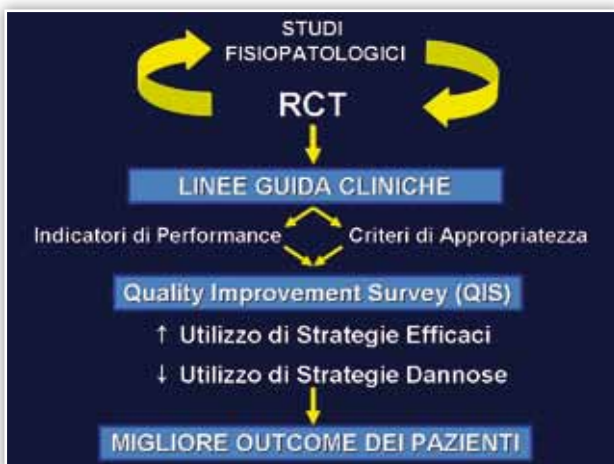 STUDI
FISIOPATOLOGICI
RCT
LINEE GUIDA CLINICHE
Indicatori di Performance Criteri di Appropriatezza
Quality Improvement Survey (QIS)
↑ Utilizzo di Strategie Efficaci
↓ Utilizzo di Strategie Dannose
MIGLIORE OUTCOME DEI PAZIENTI